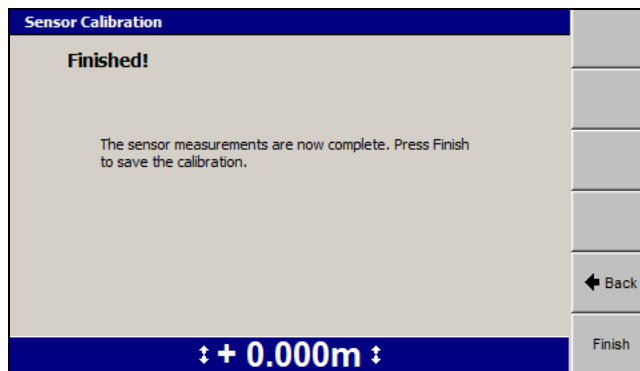 Sensor Calibration
Finished!
The sensor measurements are now complete. Press Finish
to save the calibration.
Back
Finish
+ 0.000m